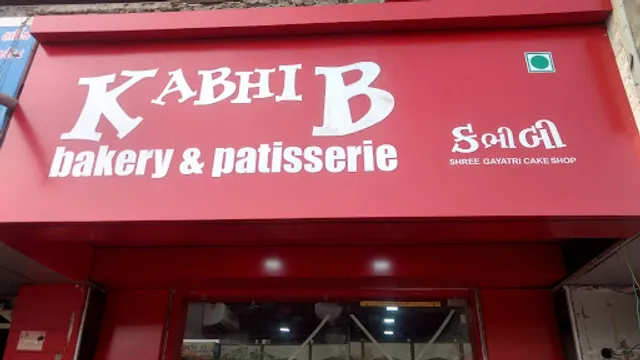 KABHI B
bakery & patisserie
કભીબી
SHREE GAYATRI CAKE SHOP